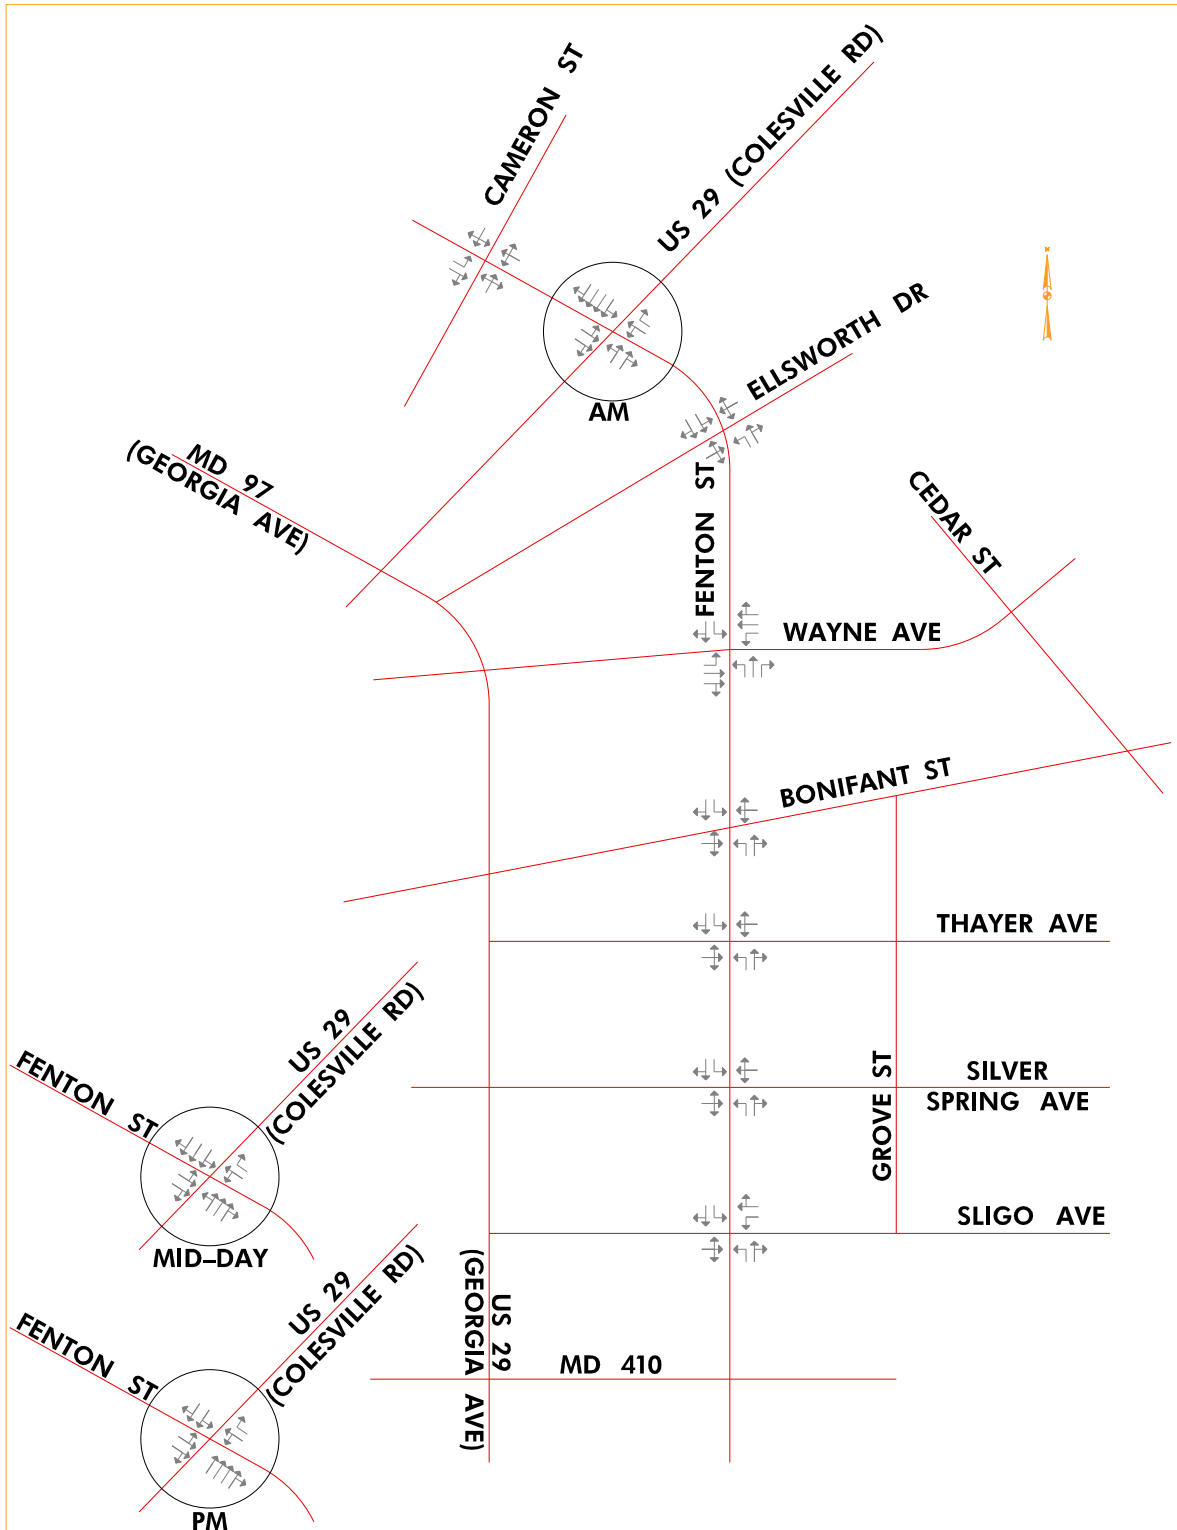 CAMERON ST
US 29 (COLESVILLE RD)
ELLSWORTH DR
AM
MD 97
(GEORGIA AVE)
FENTON ST
CEDAR ST
WAYNE AVE
BONIFANT ST
THAYER AVE
GROVE ST
SILVER
SPRING AVE
SLIGO AVE
US 29
(GEORGIA AVE)
MD 410
FENTON ST
US 29
(COLESVILLE RD)
MID–DAY
FENTON ST
US 29
(COLESVILLE RD)
PM